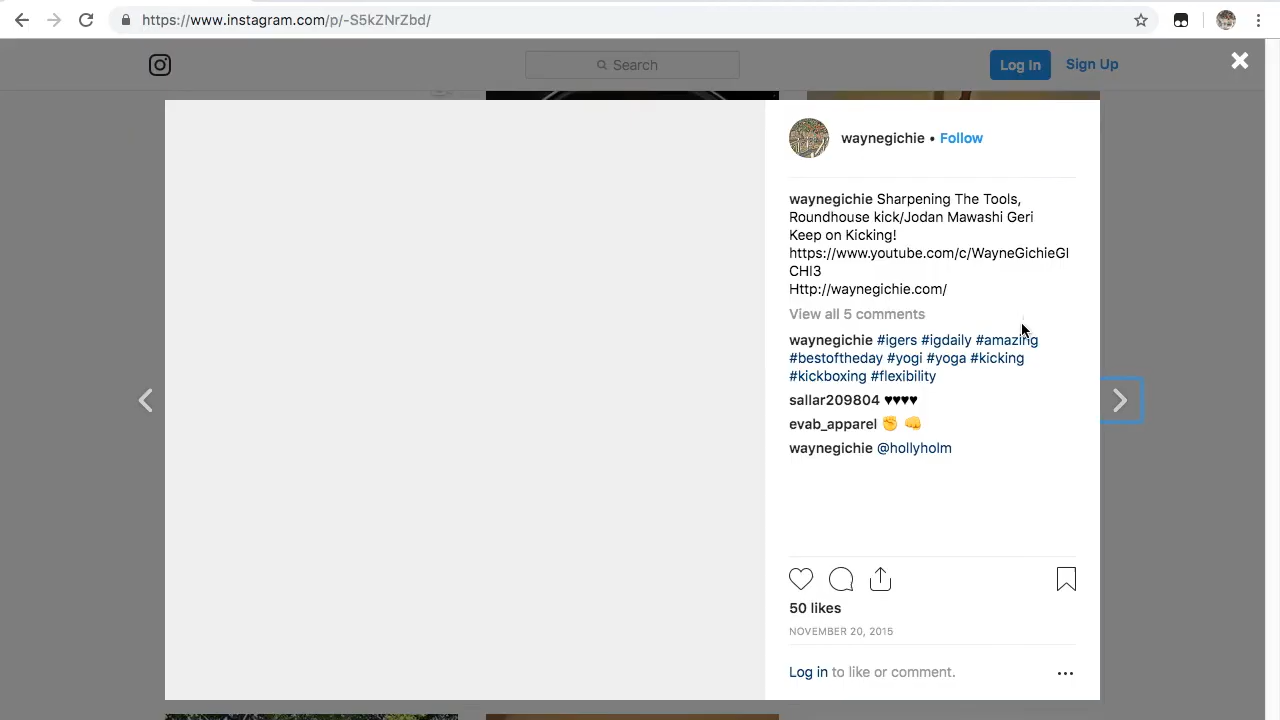 https://www.instagram.com/p/-S5kZNrZbd/
Search
Log In
Sign Up
waynegichie • Follow
waynegichie Sharpening The Tools,
Roundhouse kick/Jodan Mawashi Geri
Keep on Kicking!
https://www.youtube.com/c/WayneGichieGI
CHI3
Http://waynegichie.com/
View all 5 comments
waynegichie #igers #igdaily #amazing
#bestoftheday #yogi #yoga #kicking
#kickboxing #flexibility
sallar209804 ♥♥♥♥
evab_apparel ✊ 👊
waynegichie @hollyholm
50 likes
NOVEMBER 20, 2015
Log in to like or comment.